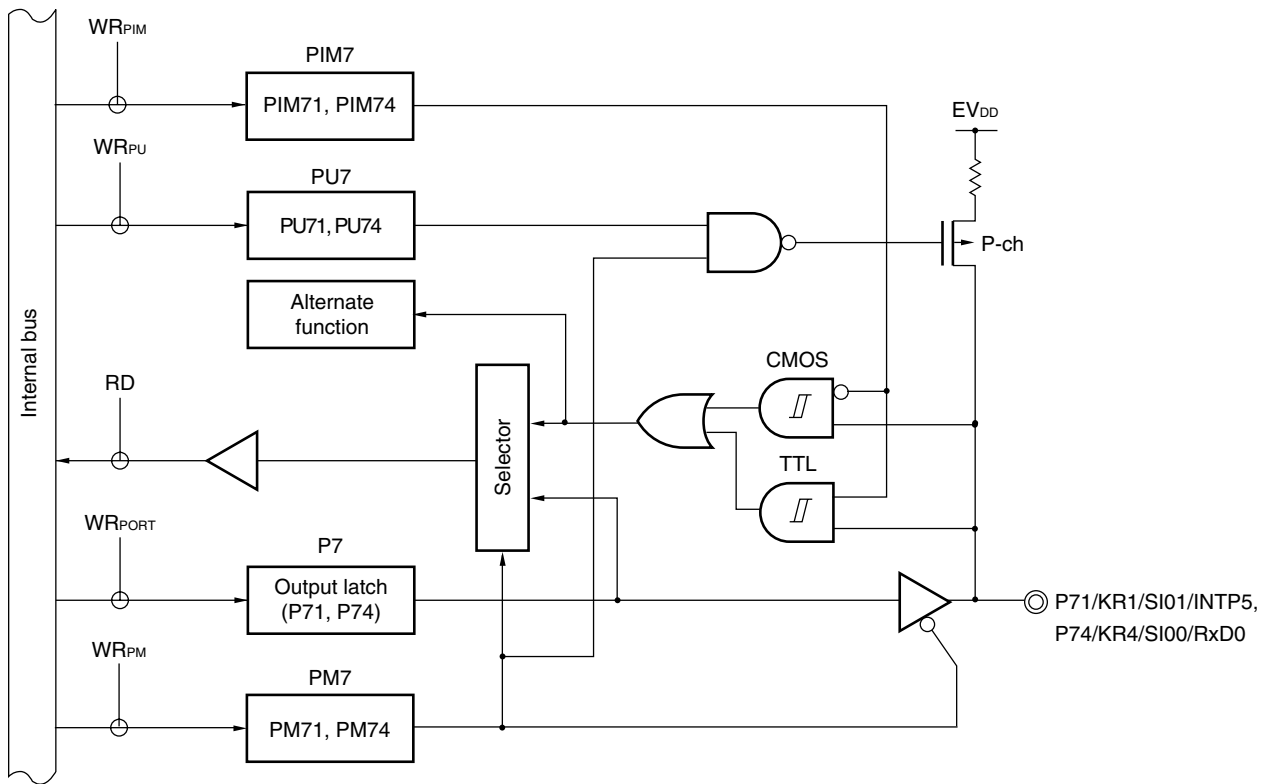 WRPIM
PIM7
PIM71, PIM74
EVDD
WRPU
PU7
PU71, PU74
P-ch
Alternate
function
Internal bus
RD
CMOS
Selector
TTL
WRPORT
P7
Output latch
(P71, P74)
P71/KR1/SI01/INTP5,
P74/KR4/SI00/RxD0
WRPM
PM7
PM71, PM74